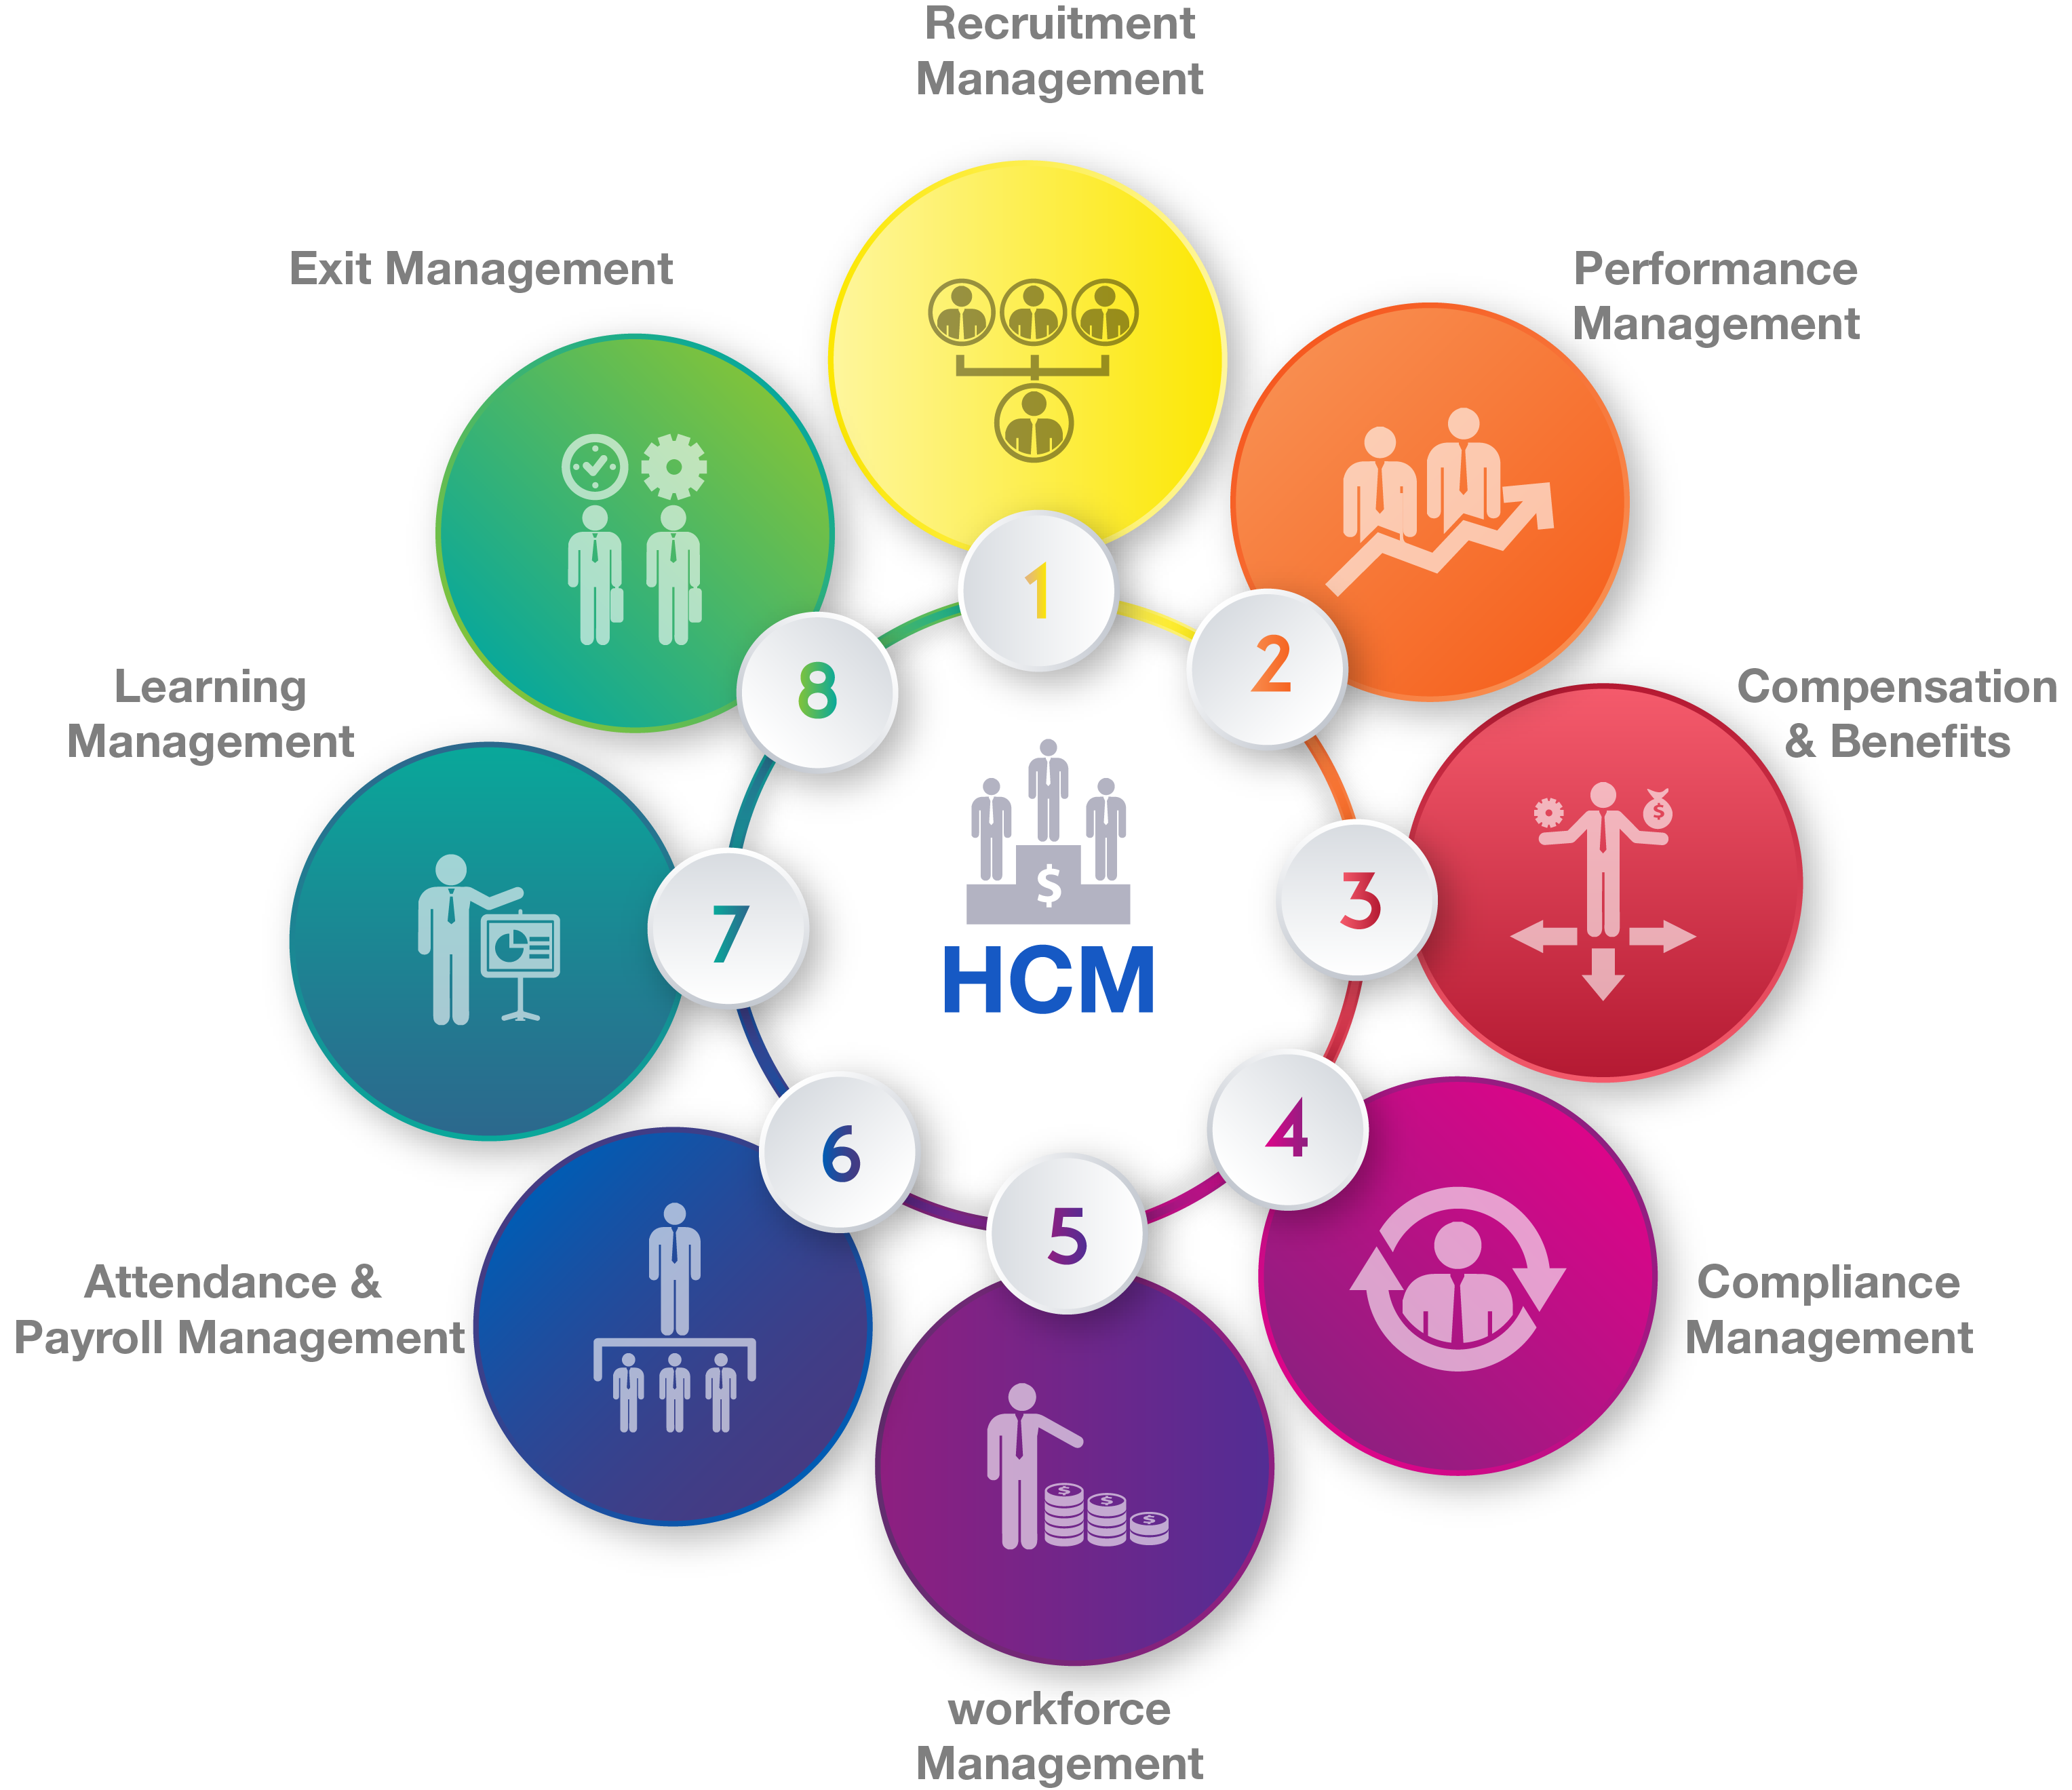 Recruitment
Management
1
Performance
Management
2
Compensation
& Benefits
$
3
Compliance
Management
4
workforce
Management
$
$
$
5
Attendance &
Payroll Management
6
Learning
Management
7
Exit Management
8
$
HCM